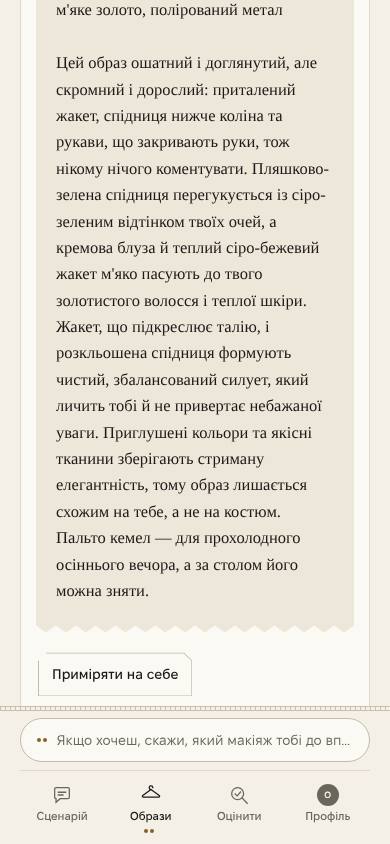 м'яке золото, полірований метал
Цей образ ошатний і доглянутий, але
скромний і дорослий: приталений
жакет, спідниця нижче коліна та
рукави, що закривають руки, тож
нікому нічого коментувати. Пляшково-
зелена спідниця перегукується із сіро-
зеленим відтінком твоїх очей, а
кремова блуза й теплий сіро-бежевий
жакет м'яко пасують до твого
золотистого волосся і теплої шкіри.
Жакет, що підкреслює талію, і
розкльошена спідниця формують
чистий, збалансований силует, який
личить тобі й не привертає небажаної
уваги. Приглушені кольори та якісні
тканини зберігають стриману
елегантність, тому образ лишається
схожим на тебе, а не на костюм.
Пальто кемел — для прохолодного
осіннього вечора, а за столом його
можна зняти.
Приміряти на себе
Якщо хочеш, скажи, який макіяж тобі до вп...
Сценарій
Образи
Оцінити
О
Профіль